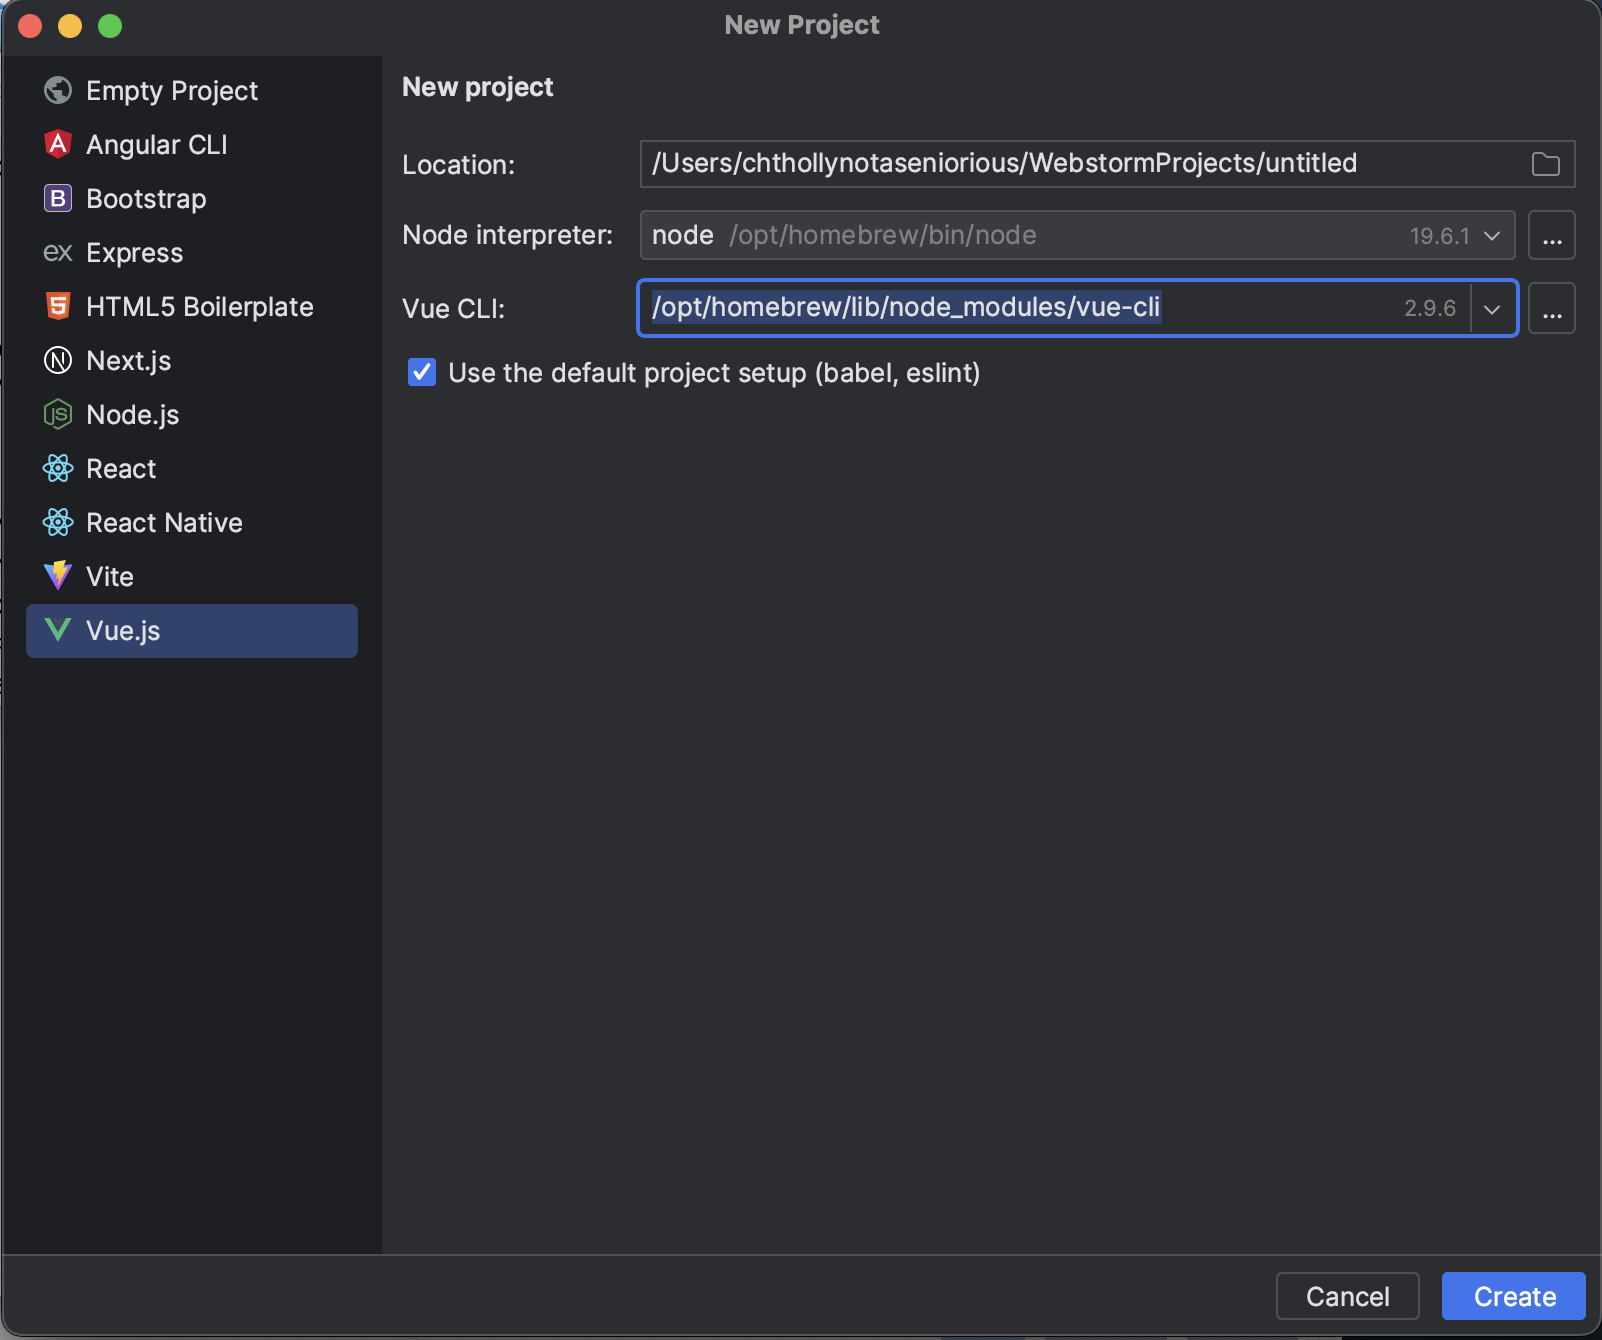 New Project
Empty Project
A Angular CLI
B Bootstrap
ex Express
5 HTML5 Boilerplate
N Next.js
JS Node.js
React
React Native
Vite
Vue.js
New project
Location: /Users/chthollynotaseniorious/WebstormProjects/untitled
Node interpreter: node /opt/homebrew/bin/node 19.6.1 ...
Vue CLI: /opt/homebrew/lib/node_modules/vue-cli 2.9.6 ...
Use the default project setup (babel, eslint)
Cancel Create